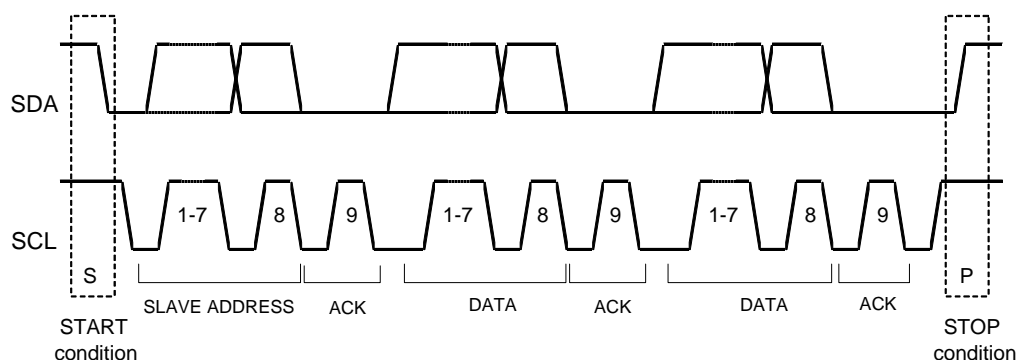 SDA
SCL
1-7 8 9 1-7 8 9 1-7 8 9
S P
SLAVE ADDRESS ACK DATA ACK DATA ACK
START
condition
STOP
condition